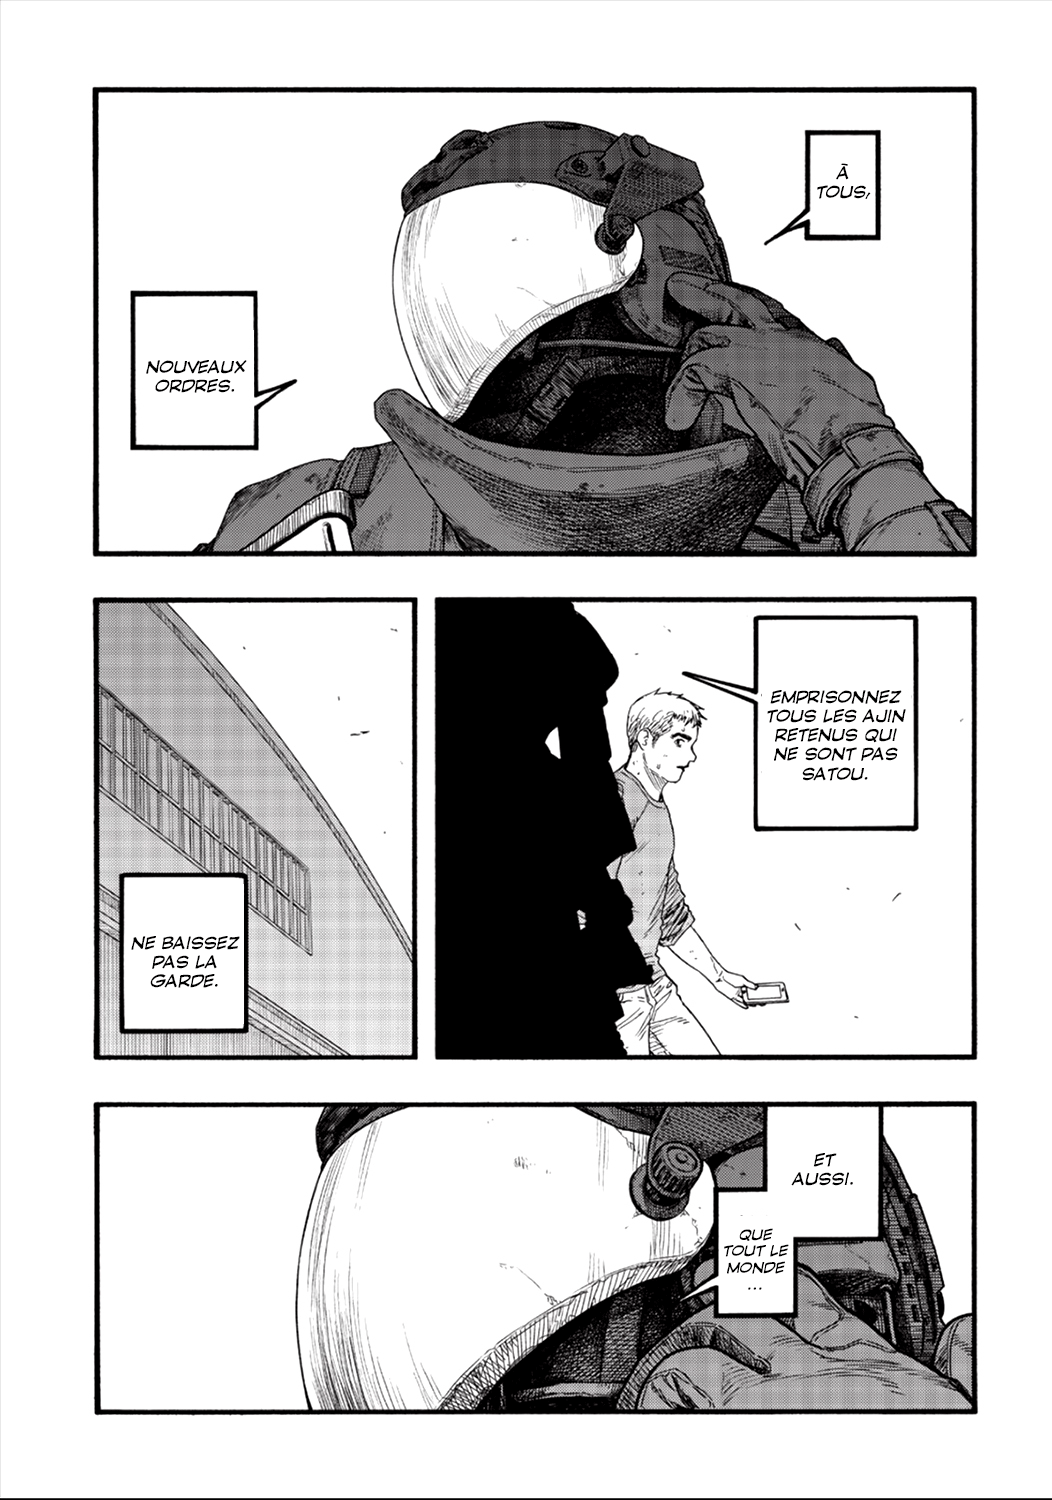 À
TOUS,
NOUVEAUX
ORDRES.
EMPRISONNEZ
TOUS LES AJIN
RETENUS QUI
NE SONT PAS
SATOU.
NE BAISSEZ
PAS LA
GARDE.
ET
AUSSI.
QUE
TOUT LE
MONDE
...